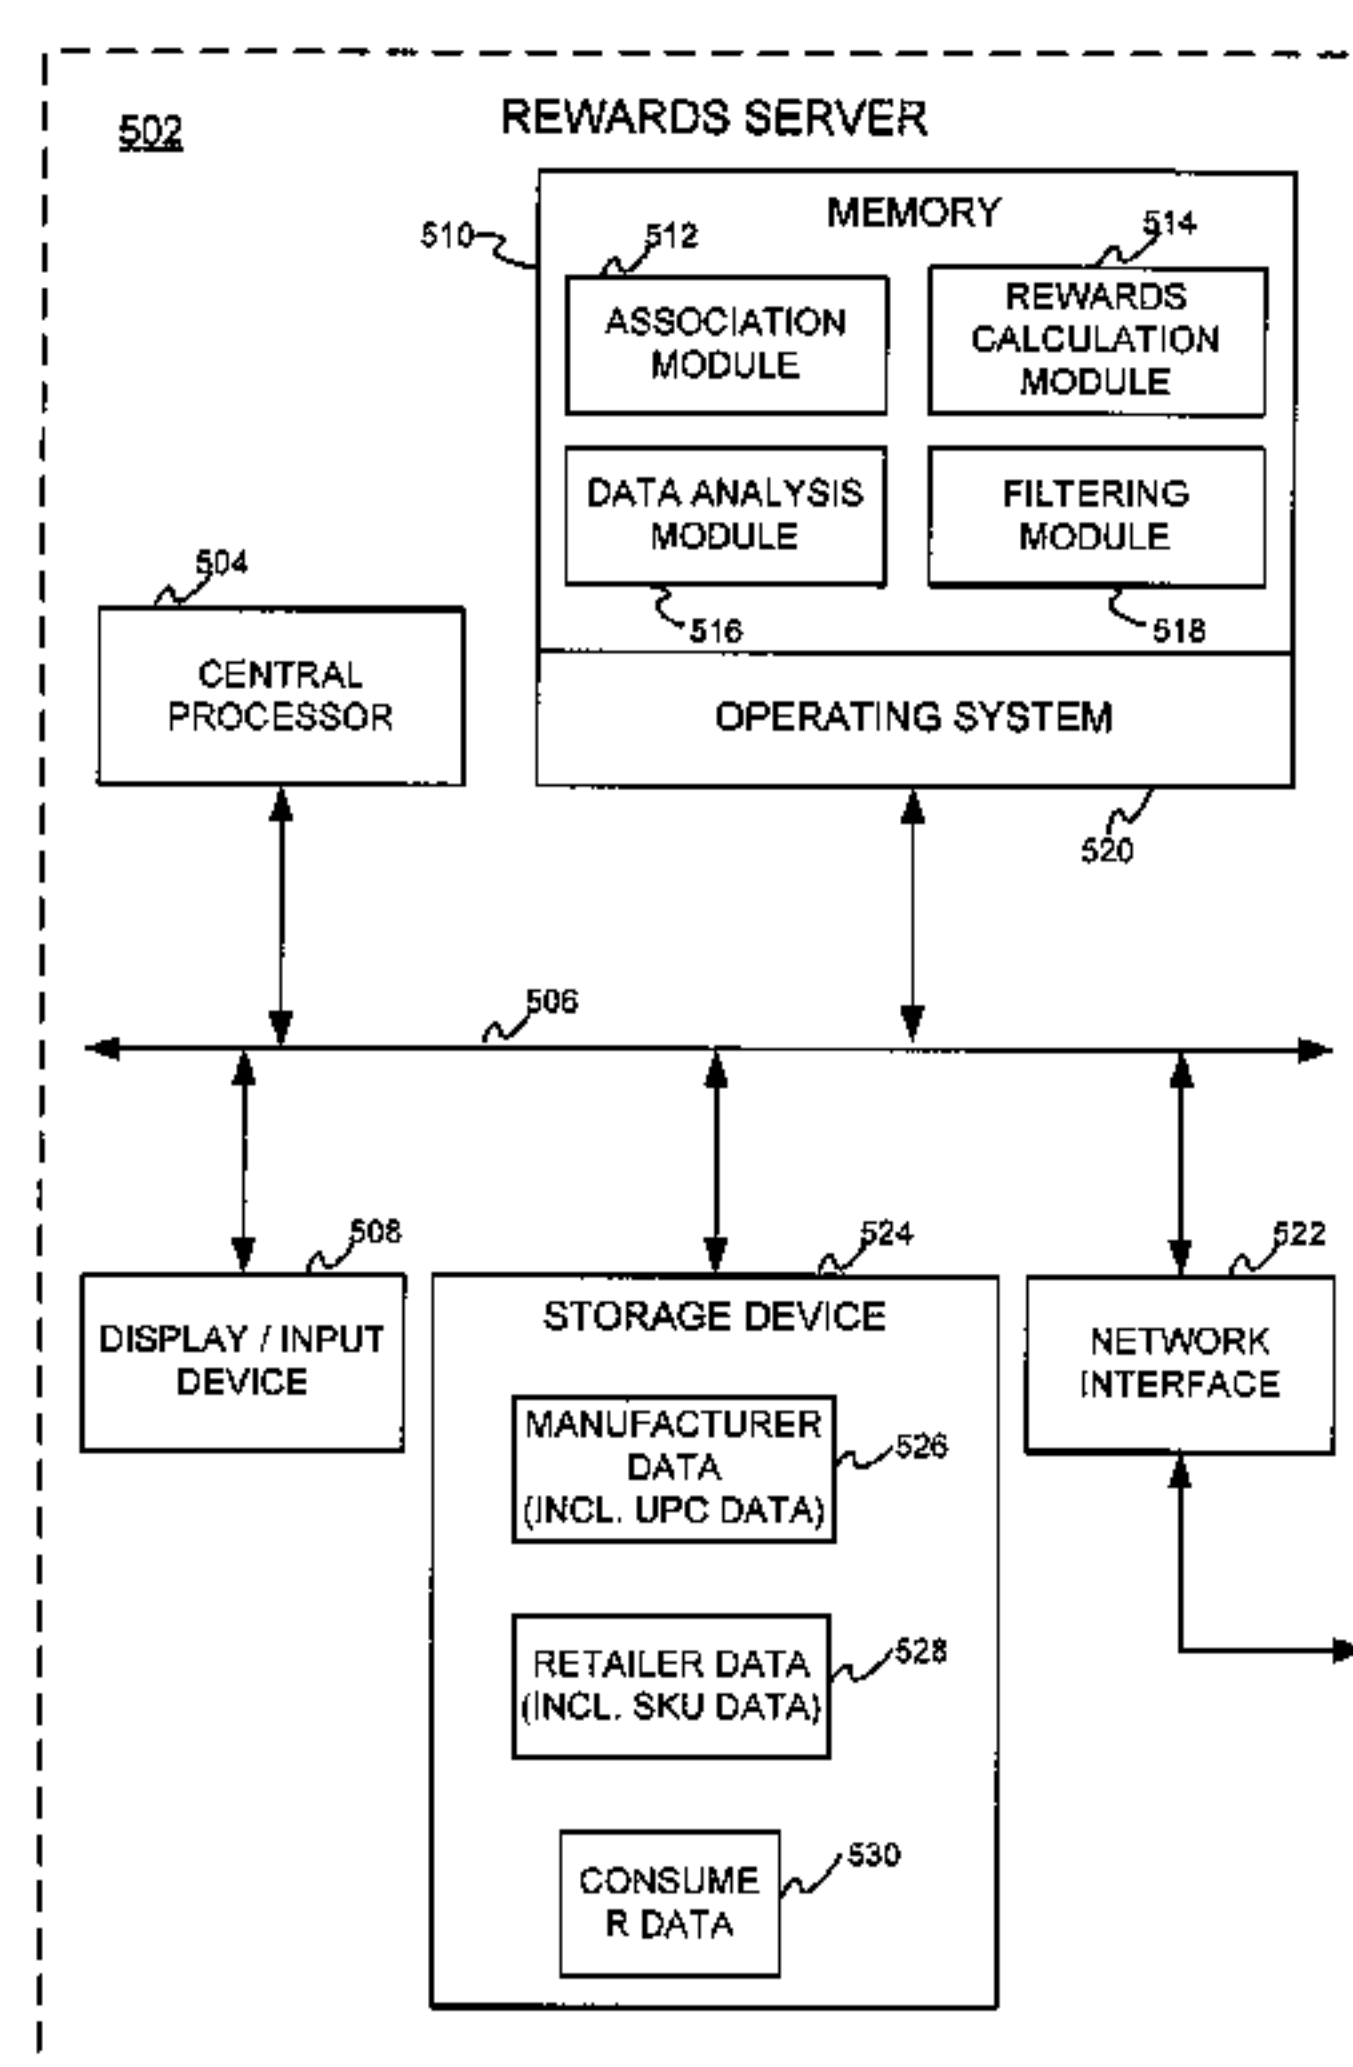 REWARDS SERVER
502
MEMORY
510
512
514
ASSOCIATION
MODULE
REWARDS
CALCULATION
MODULE
DATA ANALYSIS
MODULE
FILTERING
MODULE
516
518
504
CENTRAL
PROCESSOR
OPERATING SYSTEM
520
506
508
524
522
DISPLAY / INPUT
DEVICE
STORAGE DEVICE
NETWORK
INTERFACE
MANUFACTURER
DATA
(INCL. UPC DATA)
526
RETAILER DATA
(INCL. SKU DATA)
528
CONSUME
R DATA
530